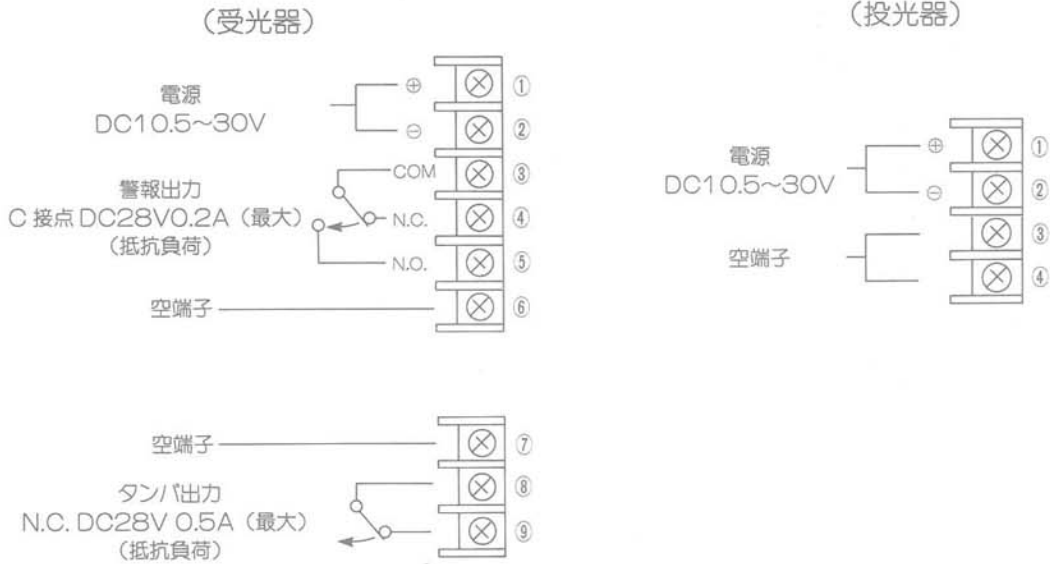 (受光器)
電源
DC10.5~30V
⊕ ①
⊖ ②
警報出力
C 接点 DC28V0.2A (最大)
(抵抗負荷)
COM ③
N.C. ④
N.O. ⑤
空端子 ⑥
空端子 ⑦
タンパ出力
N.C. DC28V 0.5A (最大)
(抵抗負荷)
⑧
⑨
(投光器)
電源
DC10.5~30V
⊕ ①
⊖ ②
空端子
③
④